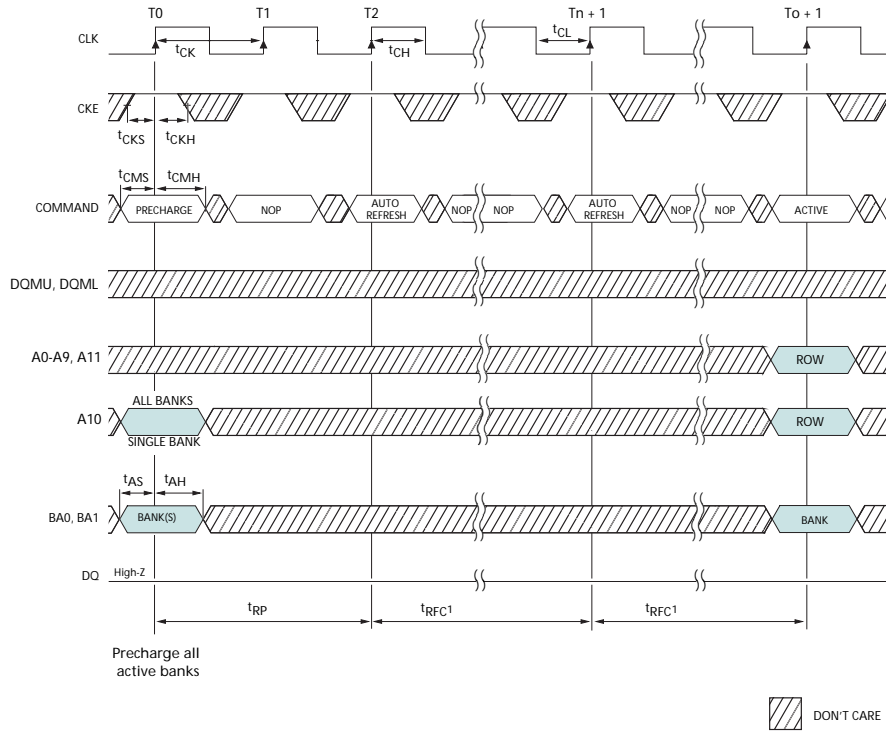 T0 T1 T2 Tn + 1 To + 1
CLK
tCK tCH tCL
CKE
tCKS tCKH
tCMS tCMH
COMMAND PRECHARGE NOP AUTO REFRESH NOP NOP AUTO REFRESH NOP NOP ACTIVE
DQMU, DQML
A0-A9, A11 ROW
ALL BANKS
A10 ROW
SINGLE BANK
tAS tAH
BA0, BA1 BANK(S) BANK
DQ High-Z
tRP tRFC1 tRFC1
Precharge all
active banks
DON'T CARE